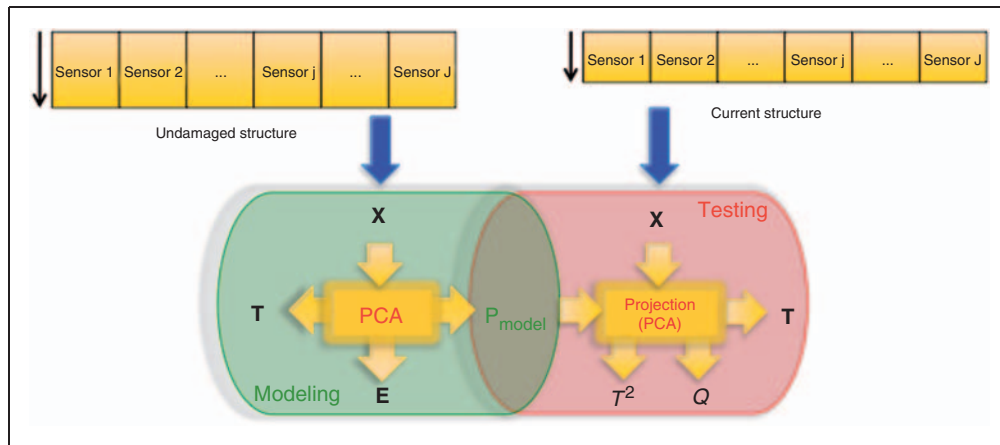 Sensor 1 Sensor 2 ... Sensor j ... Sensor J
Undamaged structure
Sensor 1 Sensor 2 ... Sensor j ... Sensor J
Current structure
X
T
PCA
E
Modeling
P_model
Testing
X
Projection
(PCA)
T
T²
Q